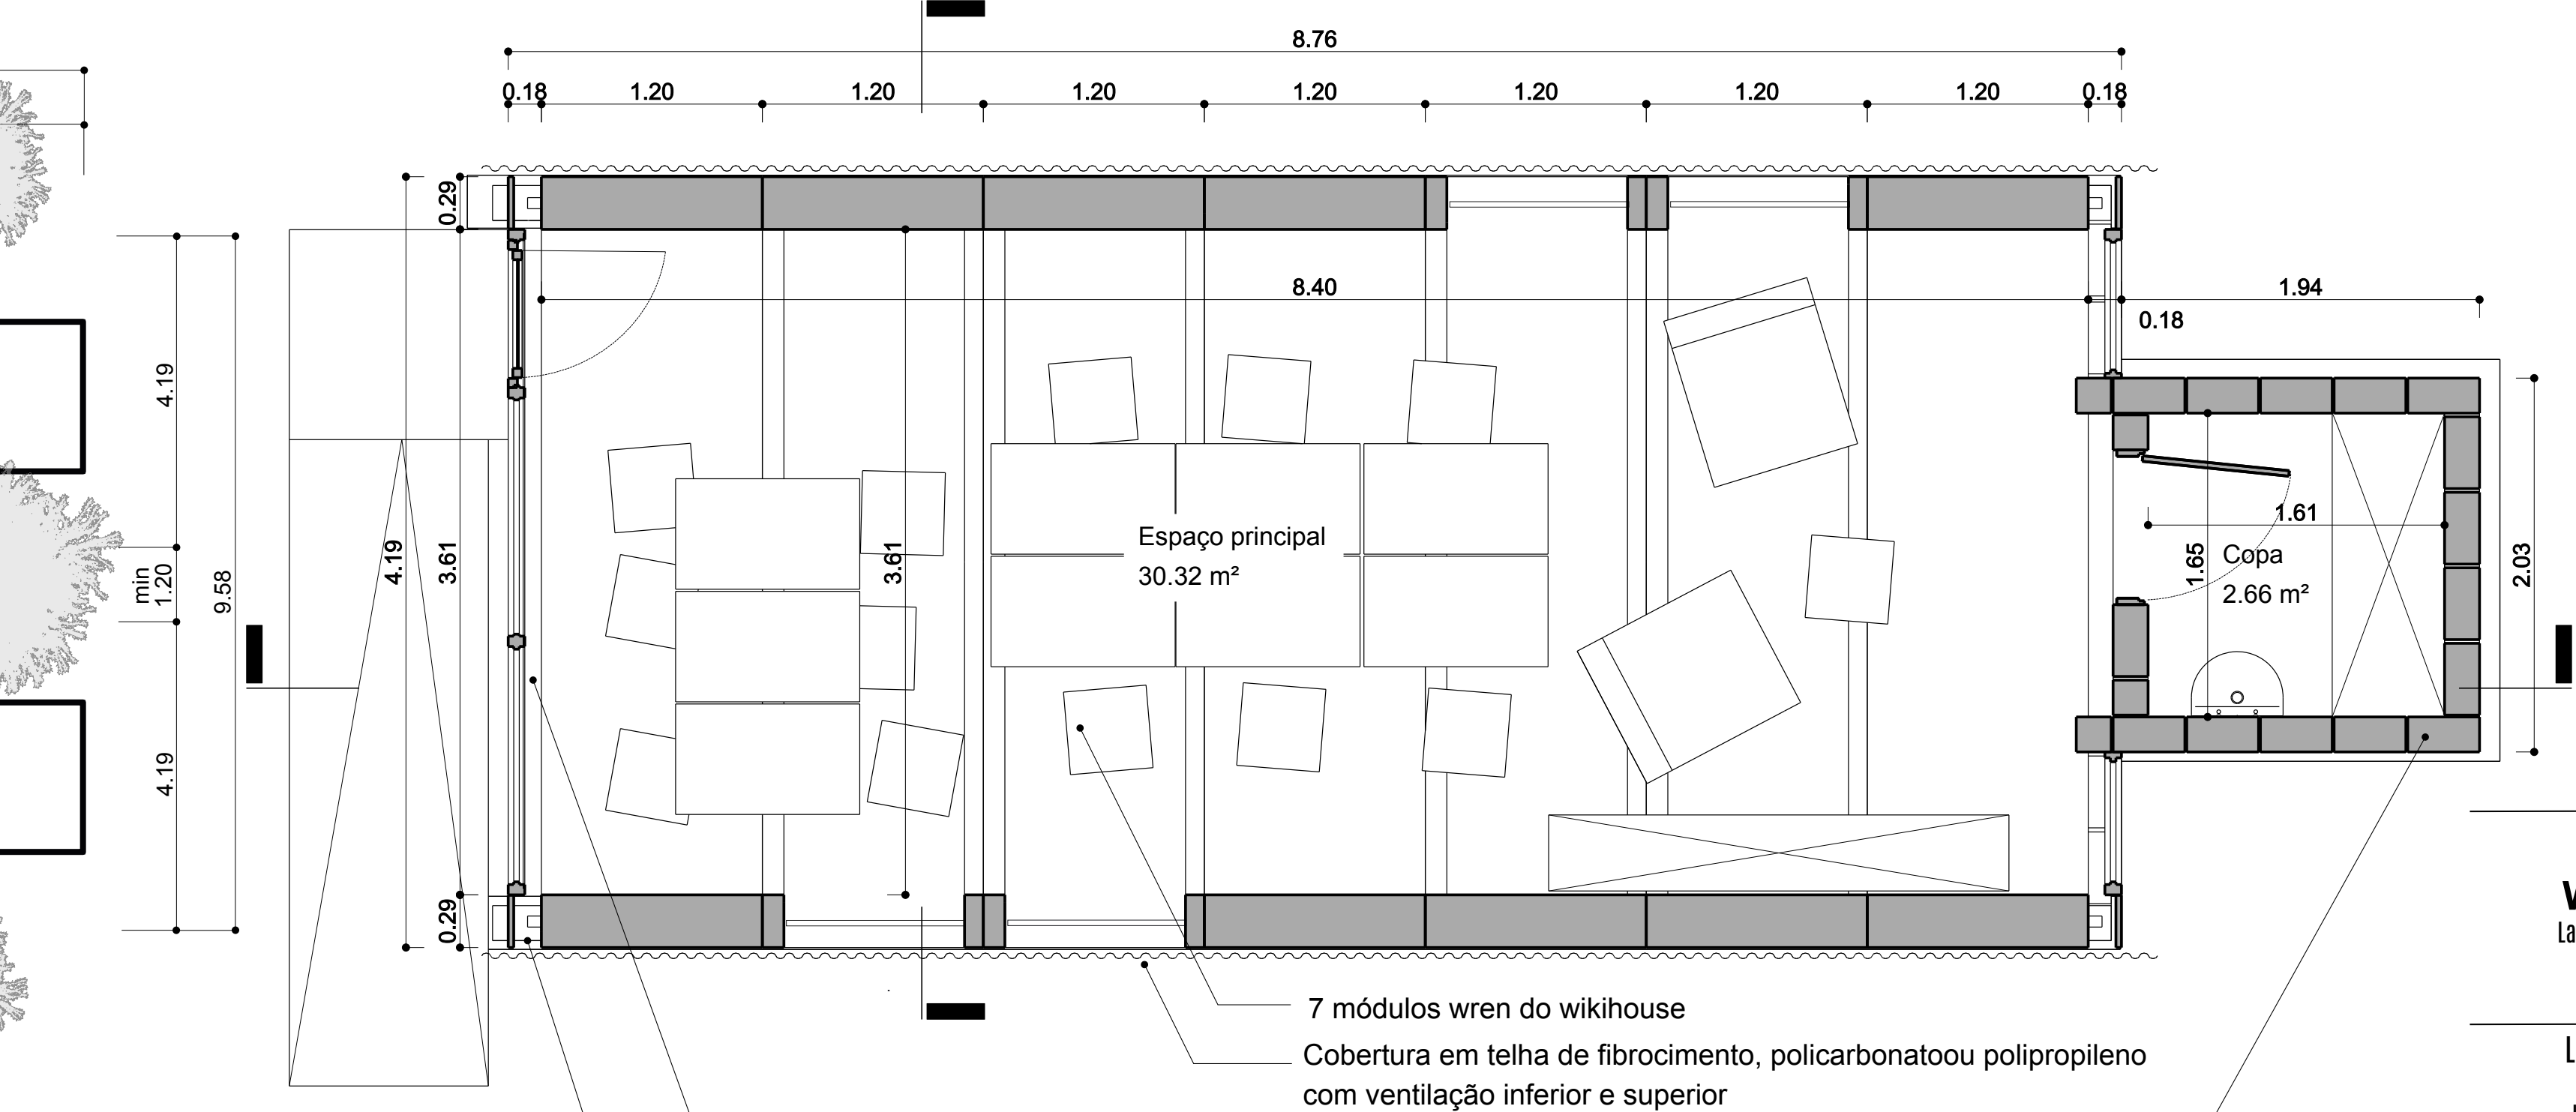 8.76
0.18 1.20 1.20 1.20 1.20 1.20 1.20 1.20 0.18
0.29
8.40
1.94
0.18
4.19
4.19
3.61
3.61
min
1.20
9.58
Espaço principal
30.32 m²
1.61
1.65
Copa
2.66 m²
2.03
4.19
0.29
7 módulos wren do wikihouse
Cobertura em telha de fibrocimento, policarbonatoou polipropileno
com ventilação inferior e superior
La
L